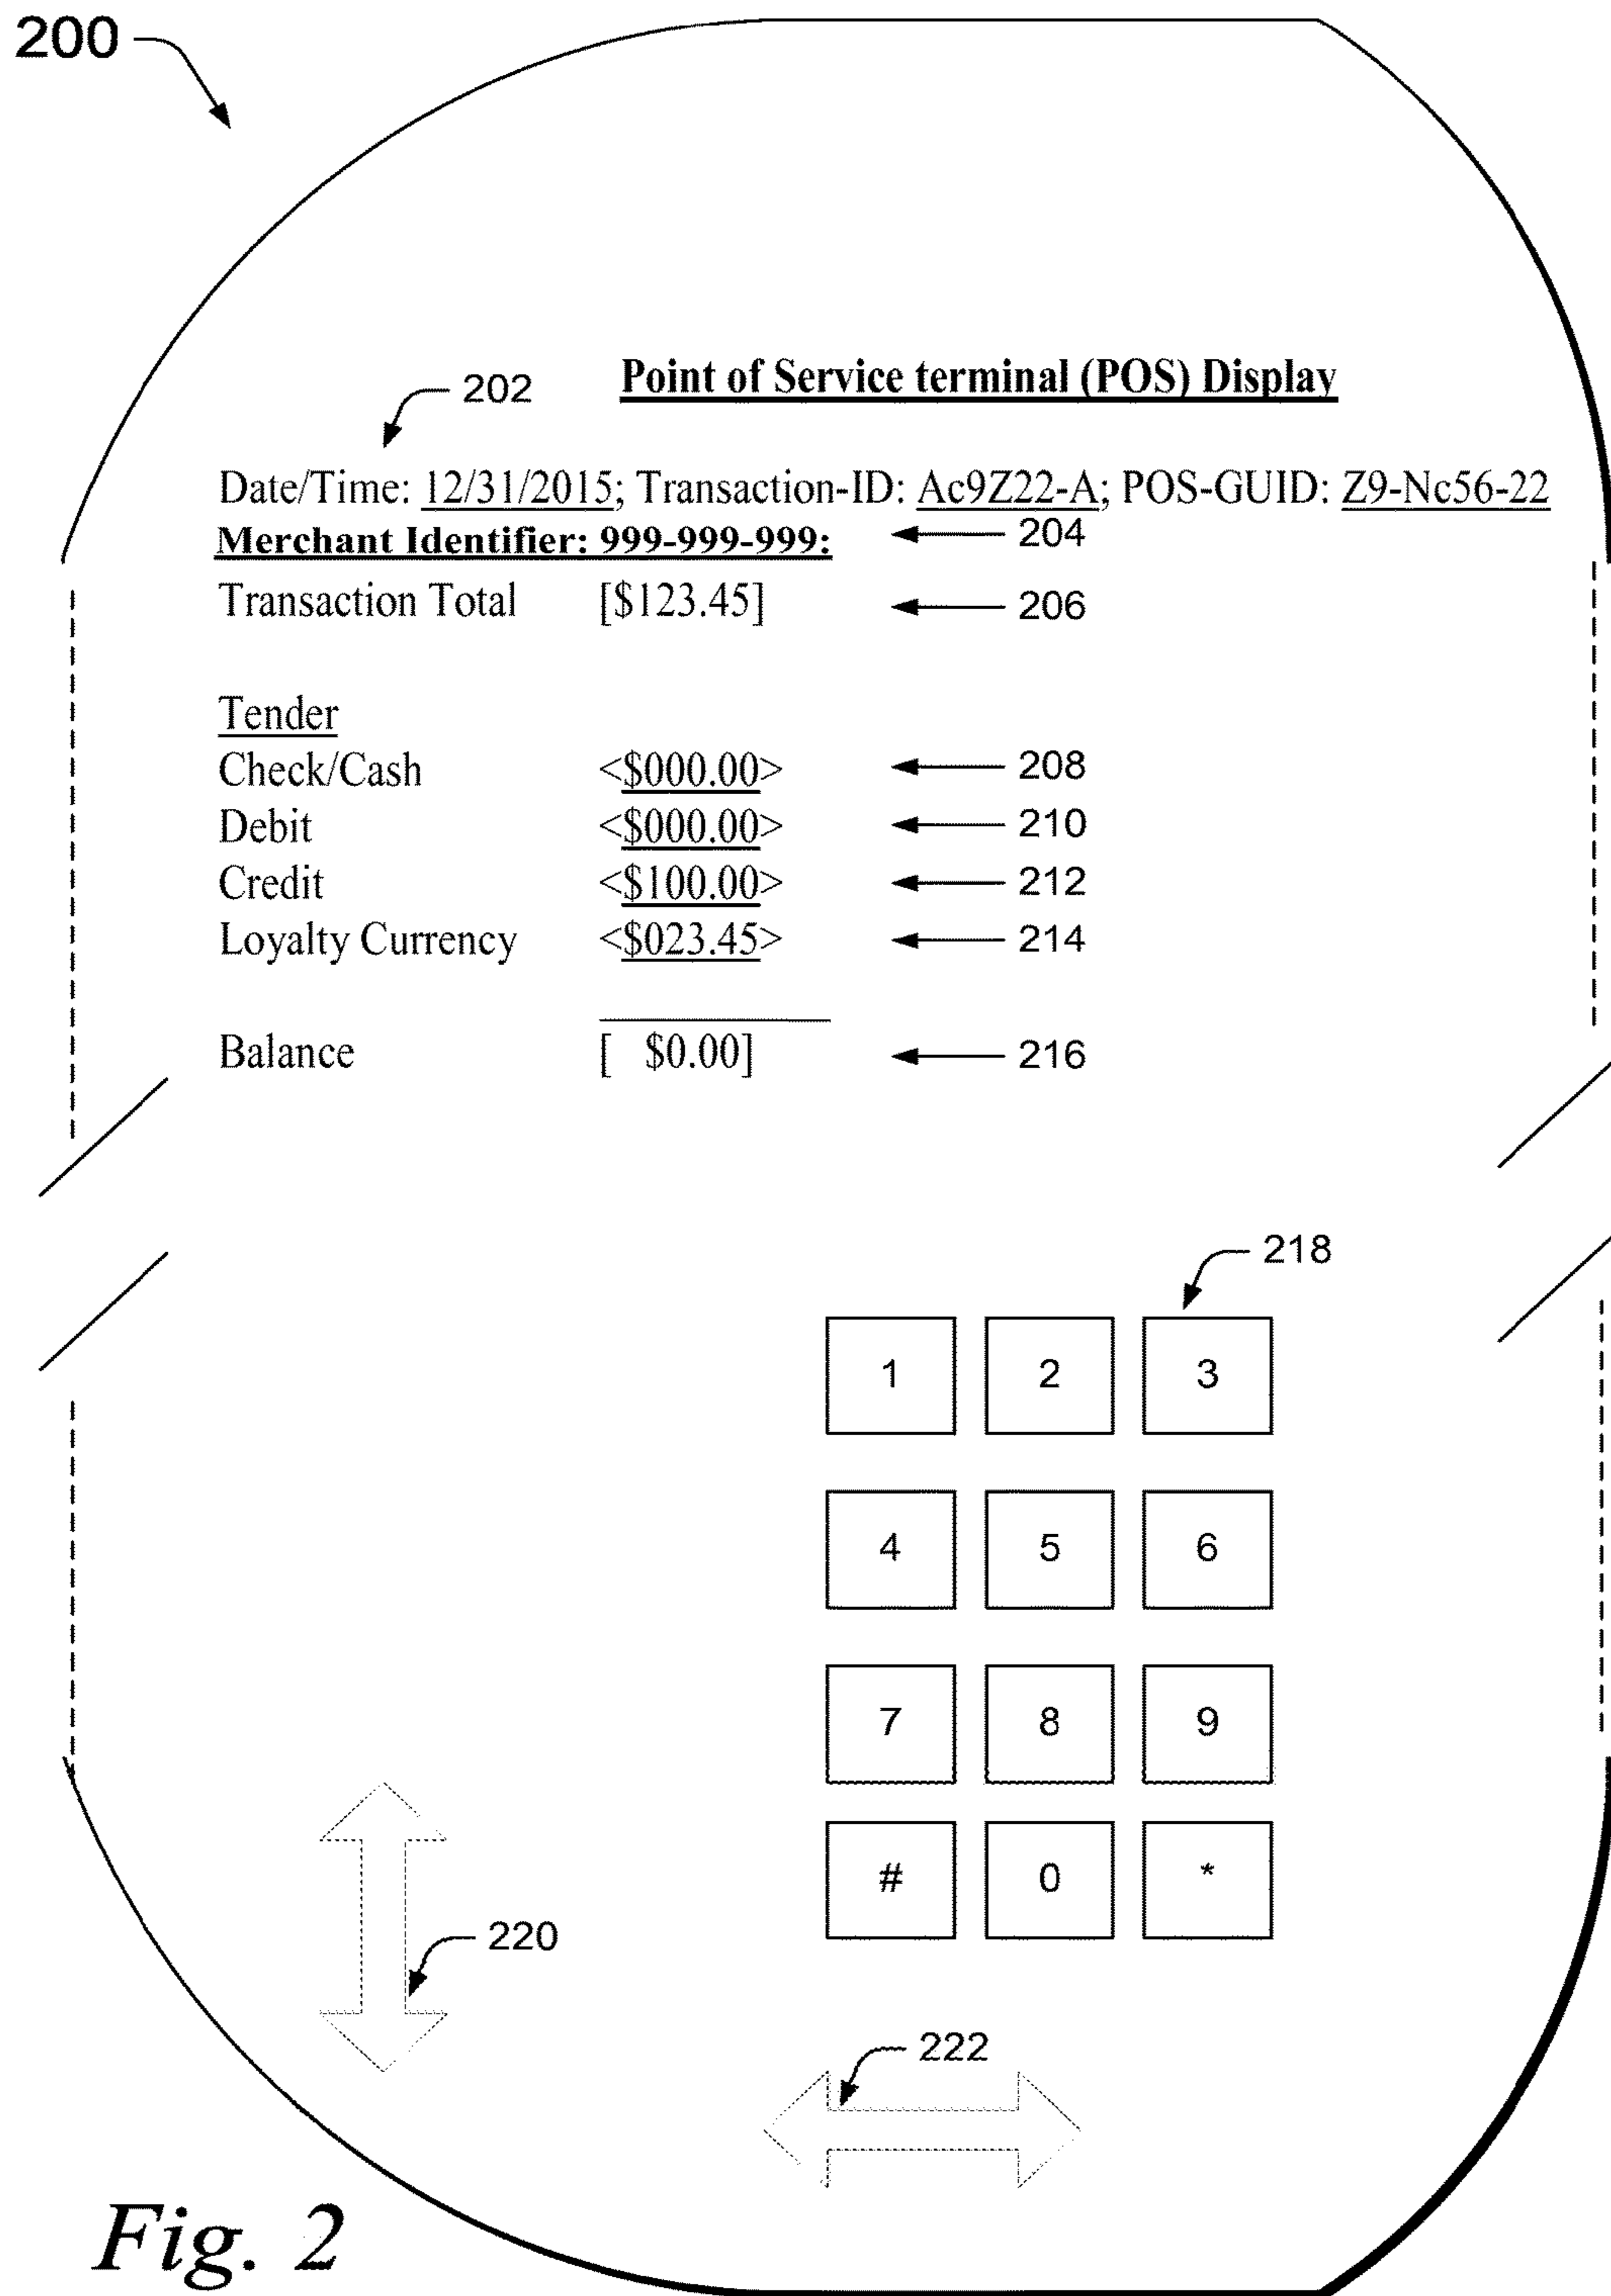 200
Point of Service terminal (POS) Display
202
Date/Time: 12/31/2015; Transaction-ID: Ac9Z22-A; POS-GUID: Z9-Nc56-22
Merchant Identifier: 999-999-999: 204
Transaction Total [$123.45] 206
Tender
Check/Cash <$000.00> 208
Debit <$000.00> 210
Credit <$100.00> 212
Loyalty Currency <$023.45> 214
Balance [ $0.00] 216
218
1 2 3
4 5 6
7 8 9
# 0 *
220
222
Fig. 2